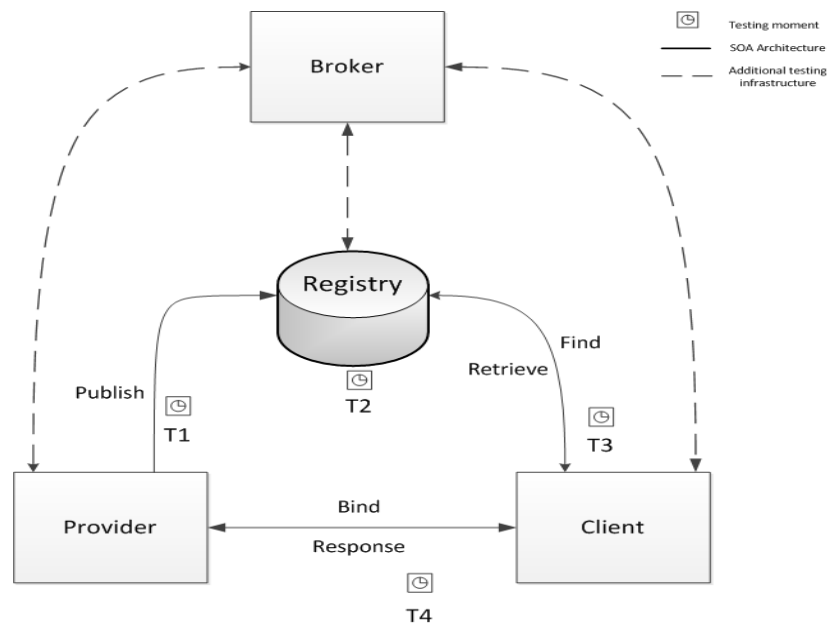 Testing moment
SOA Architecture
Additional testing
infrastructure
Broker
Registry
Find
Retrieve
Publish
T1
T2
T3
Provider
Bind
Response
Client
T4